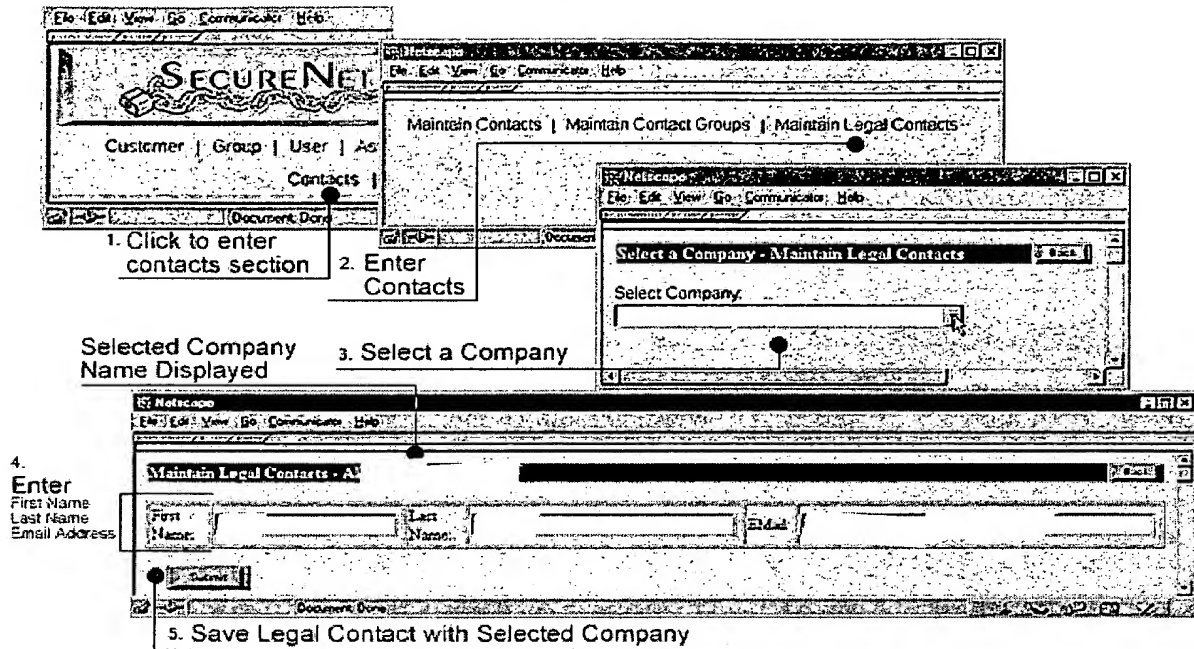 File Edit View Go Communicator Help
SECURENET
Customer | Group | User | As
Contacts |
Document: Done
1. Click to enter
contacts section
Netscape
File Edit View Go Communicator Help
Maintain Contacts | Maintain Contact Groups | Maintain Legal Contacts
Document
2. Enter
Contacts
Netscape
File Edit View Go Communicator Help
Select a Company - Maintain Legal Contacts
Back
Select Company:
3. Select a Company
Selected Company
Name Displayed
Netscape
File Edit View Go Communicator Help
Maintain Legal Contacts - A
Back
4.
Enter
First Name
Last Name
Email Address
First
Name:
Last
Name:
EMail:
Submit
Document: Done
5. Save Legal Contact with Selected Company